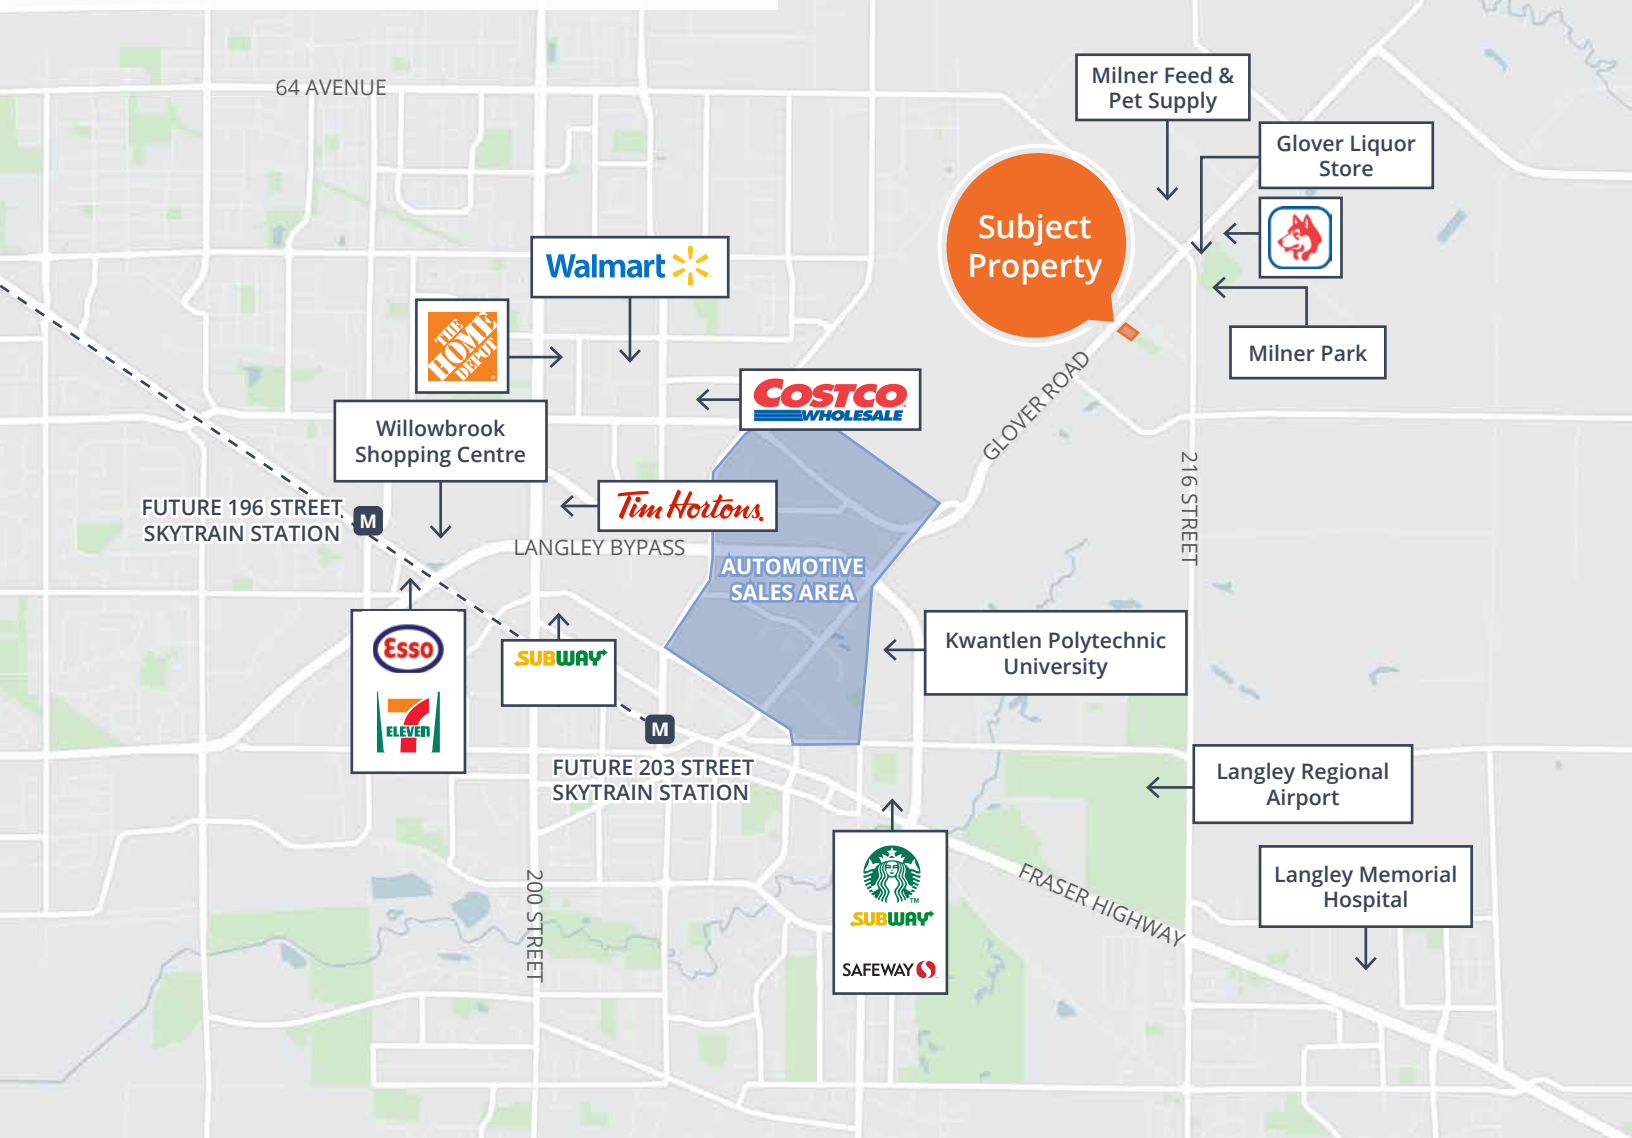 64 AVENUE
Milner Feed &
Pet Supply
Glover Liquor
Store
Subject
Property
Walmart
THE
HOME
DEPOT
Milner Park
COSTCO
WHOLESALE
GLOVER ROAD
Willowbrook
Shopping Centre
216 STREET
Tim Hortons.
FUTURE 196 STREET
SKYTRAIN STATION
M
LANGLEY BYPASS
AUTOMOTIVE
SALES AREA
Esso
7
ELEVEN
SUBWAY
Kwantlen Polytechnic
University
M
FUTURE 203 STREET
SKYTRAIN STATION
Langley Regional
Airport
200 STREET
TM
SUBWAY
SAFEWAY
FRASER HIGHWAY
Langley Memorial
Hospital